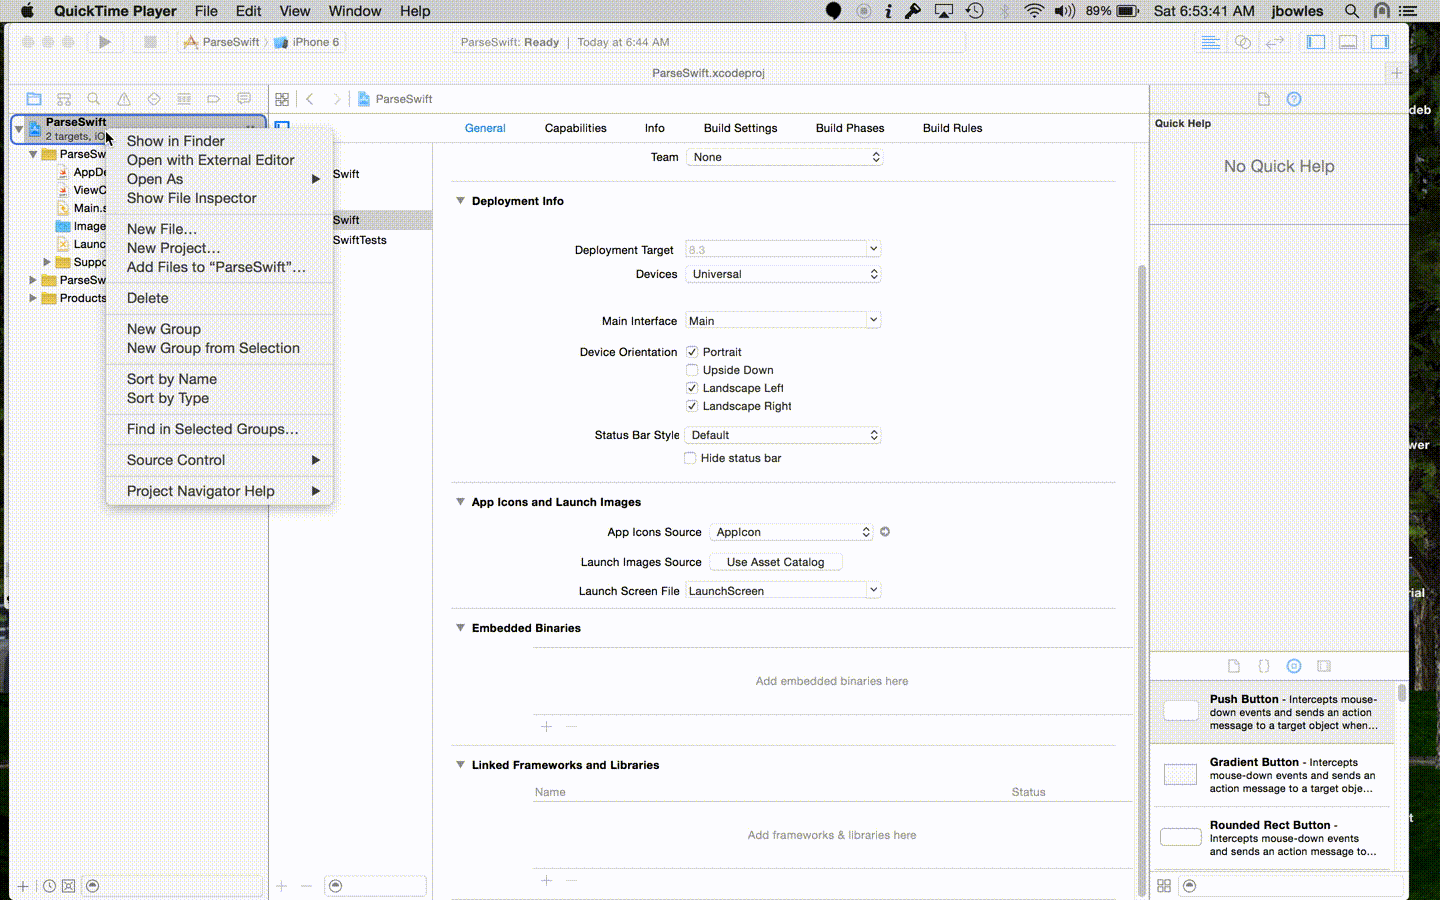 QuickTime Player File Edit View Window Help 89% Sat 6:53:41 AM jbowles
ParseSwift iPhone 6 ParseSwift: Ready | Today at 6:44 AM
ParseSwift.xcodeproj
ParseSwift
ParseSwift
2 targets, iO
ParseSw
AppDe
ViewC
Main.s
Image
Launc
Suppo
ParseSw
Products
Show in Finder
Open with External Editor
Open As
Show File Inspector
New File...
New Project...
Add Files to “ParseSwift”...
Delete
New Group
New Group from Selection
Sort by Name
Sort by Type
Find in Selected Groups...
Source Control
Project Navigator Help
Swift
Swift
SwiftTests
General Capabilities Info Build Settings Build Phases Build Rules
Team None
Deployment Info
Deployment Target 8.3
Devices Universal
Main Interface Main
Device Orientation Portrait
Upside Down
Landscape Left
Landscape Right
Status Bar Style Default
Hide status bar
App Icons and Launch Images
App Icons Source AppIcon
Launch Images Source Use Asset Catalog
Launch Screen File LaunchScreen
Embedded Binaries
Add embedded binaries here
Linked Frameworks and Libraries
Name Status
Add frameworks & libraries here
Quick Help
No Quick Help
Push Button - Intercepts mouse-
down events and sends an action
message to a target object when...
Gradient Button - Intercepts
mouse-down events and sends an
action message to a target obje...
Rounded Rect Button -
Intercepts mouse-down events
and sends an action message to...
deb
wer
rial
t